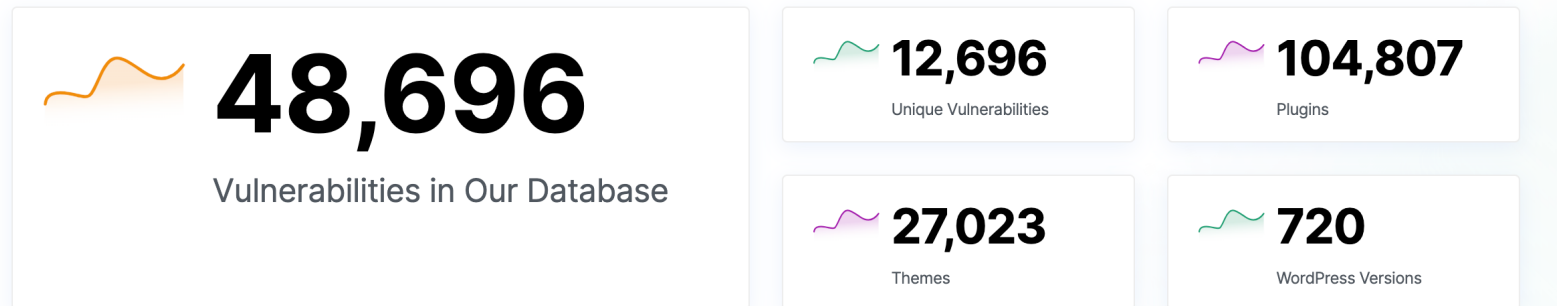 48,696
Vulnerabilities in Our Database
12,696
Unique Vulnerabilities
104,807
Plugins
27,023
Themes
720
WordPress Versions